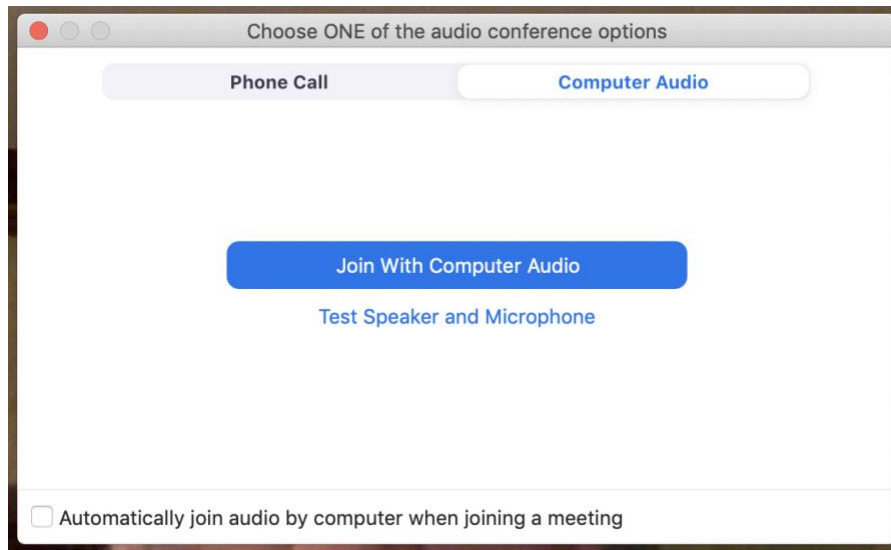 Choose ONE of the audio conference options
Phone Call
Computer Audio
Join With Computer Audio
Test Speaker and Microphone
Automatically join audio by computer when joining a meeting